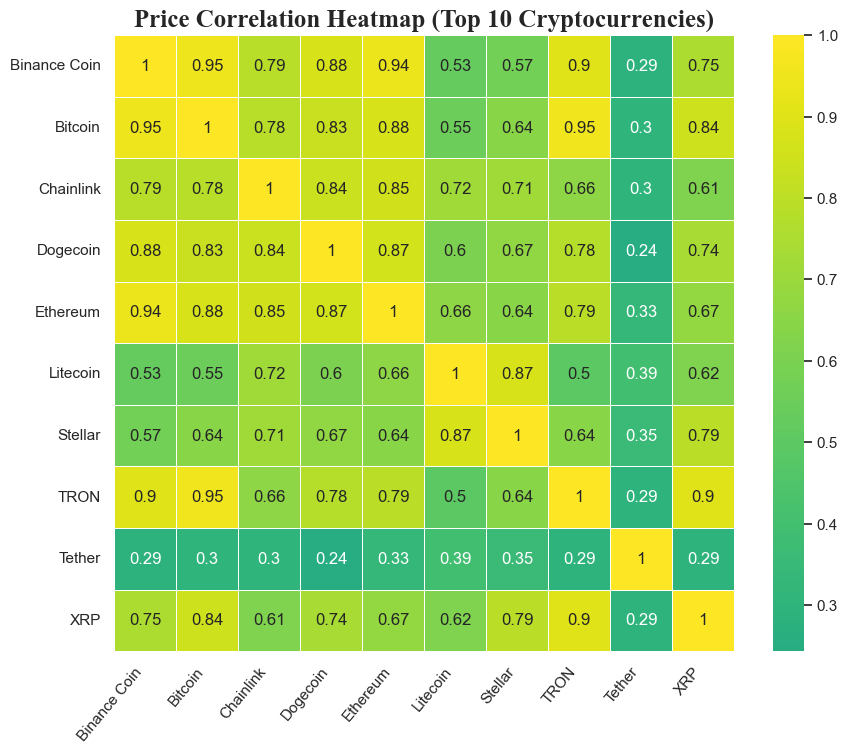 Price Correlation Heatmap (Top 10 Cryptocurrencies)
Binance Coin 1 0.95 0.79 0.88 0.94 0.53 0.57 0.9 0.29 0.75
Bitcoin 0.95 1 0.78 0.83 0.88 0.55 0.64 0.95 0.3 0.84
Chainlink 0.79 0.78 1 0.84 0.85 0.72 0.71 0.66 0.3 0.61
Dogecoin 0.88 0.83 0.84 1 0.87 0.6 0.67 0.78 0.24 0.74
Ethereum 0.94 0.88 0.85 0.87 1 0.66 0.64 0.79 0.33 0.67
Litecoin 0.53 0.55 0.72 0.6 0.66 1 0.87 0.5 0.39 0.62
Stellar 0.57 0.64 0.71 0.67 0.64 0.87 1 0.64 0.35 0.79
TRON 0.9 0.95 0.66 0.78 0.79 0.5 0.64 1 0.29 0.9
Tether 0.29 0.3 0.3 0.24 0.33 0.39 0.35 0.29 1 0.29
XRP 0.75 0.84 0.61 0.74 0.67 0.62 0.79 0.9 0.29 1
Binance Coin Bitcoin Chainlink Dogecoin Ethereum Litecoin Stellar TRON Tether XRP
1.0
0.9
0.8
0.7
0.6
0.5
0.4
0.3